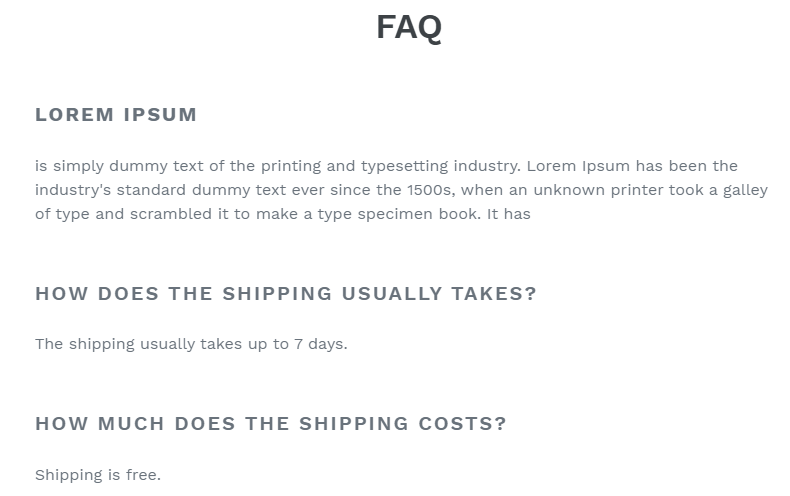 FAQ
LOREM IPSUM
is simply dummy text of the printing and typesetting industry. Lorem Ipsum has been the
industry's standard dummy text ever since the 1500s, when an unknown printer took a galley
of type and scrambled it to make a type specimen book. It has
HOW DOES THE SHIPPING USUALLY TAKES?
The shipping usually takes up to 7 days.
HOW MUCH DOES THE SHIPPING COSTS?
Shipping is free.